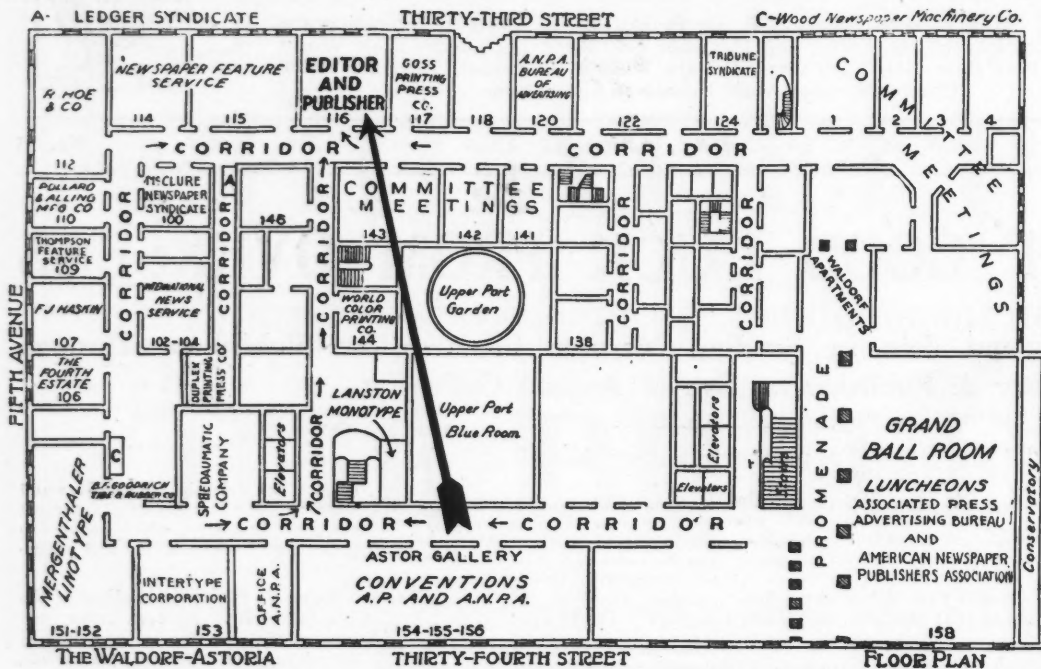 A- LEDGER SYNDICATE
THIRTY-THIRD STREET
C-Wood Newspaper Machinery Co.
R HOE
& CO
112
NEWSPAPER FEATURE
SERVICE
114
115
EDITOR
AND
PUBLISHER
116
GOSS
PRINTING
PRESS
CO.
117
118
A.N.P.A.
BUREAU
OF
ADVERTISING
120
122
TRIBUNE
SYNDICATE
124
1
2
3
4
COMMITTEE MEETINGS
CORRIDOR
CORRIDOR
POLLARD
& ALLING
MFG CO
110
THOMPSON
FEATURE
SERVICE
109
F J HASKIN
107
THE
FOURTH
ESTATE
106
FIFTH AVENUE
CORRIDOR
McCLURE
NEWSPAPER
SYNDICATE
100
INTERNATIONAL
NEWS
SERVICE
102-104
A
CORRIDOR
DUPLEX
PRINTING
PRESS CO
146
CORRIDOR
COMMITTEE
MEETINGS
143
142
141
WORLD
COLOR
PRINTING
CO.
144
Upper Part
Garden
138
CORRIDOR
CORRIDOR
WALDORF
APARTMENTS
LANSTON
MONOTYPE
Upper Part
Blue Room
C
B.F. GOODRICH
TIRE & RUBBER CO
SPBEDAUMATIC
COMPANY
Elevators
CORRIDOR
Elevators
Elevators
Stairs
PROMENADE
GRAND
BALL ROOM
LUNCHEONS
ASSOCIATED PRESS
ADVERTISING BUREAU
AND
AMERICAN NEWSPAPER
PUBLISHERS ASSOCIATION
158
Conservatory
CORRIDOR
CORRIDOR
MERGENTHALER
LINOTYPE
151-152
INTERTYPE
CORPORATION
153
OFFICE
A.N.P.A.
ASTOR GALLERY
CONVENTIONS
A.P. AND A.N.P.A.
154-155-156
THE WALDORF-ASTORIA
THIRTY-FOURTH STREET
FLOOR PLAN